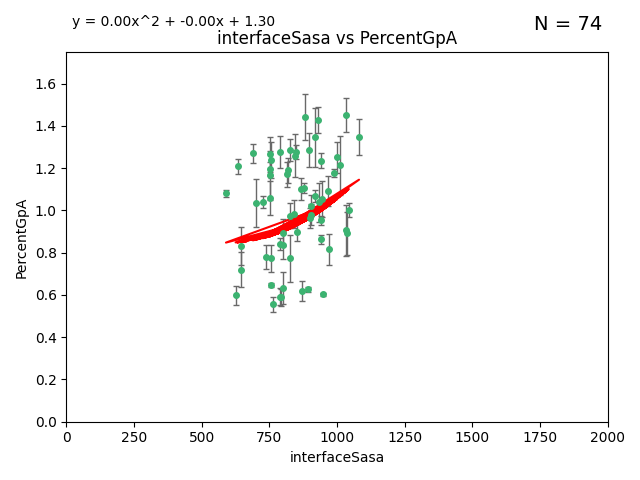 y = 0.00x^2 + -0.00x + 1.30
N = 74
interfaceSasa vs PercentGpA
PercentGpA
1.6
1.4
1.2
1.0
0.8
0.6
0.4
0.2
0.0
0 250 500 750 1000 1250 1500 1750 2000
interfaceSasa